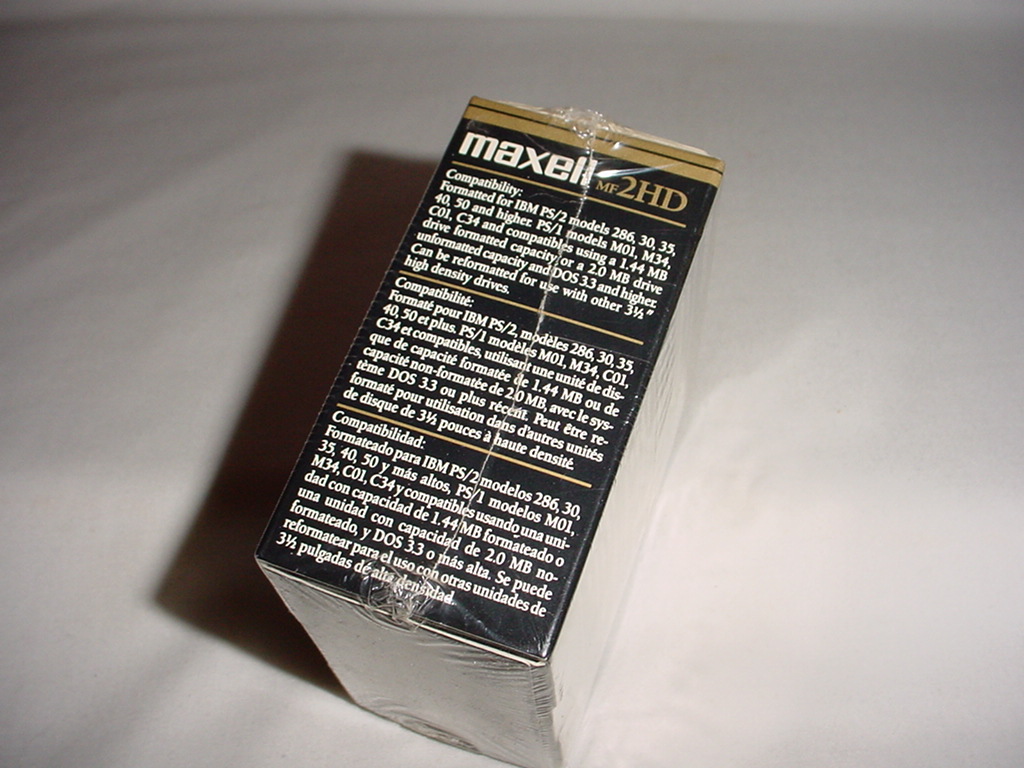 maxell MF2HD
Compatibility:
Formatted for IBM PS/2 models 286, 30, 35,
40, 50 and higher. PS/1 models M01, M34,
C01, C34 and compatibles using a 1.44 MB
drive formatted capacity or a 2.0 MB drive
unformatted capacity and DOS 3.3 and higher.
Can be reformatted for use with other 3½"
high density drives.
Compatibilité:
Formaté pour IBM PS/2, modèles 286, 30, 35,
40, 50 et plus. PS/1 modèles M01, M34, C01,
C34 et compatibles, utilisant une unité de dis-
que de capacité formatée de 1.44 MB ou de
capacité non-formatée de 2.0 MB, avec le sys-
tème DOS 3.3 ou plus récent. Peut être re-
formaté pour utilisation dans d'autres unités
de disque de 3½ pouces à haute densité.
Compatibilidad:
Formateado para IBM PS/2 modelos 286, 30,
35, 40, 50 y más altos, PS/1 modelos M01,
M34, C01, C34 y compatibles usando una uni-
dad con capacidad de 1.44 MB formateado o
una unidad con capacidad de 2.0 MB no-
formateado, y DOS 3.3 o más alta. Se puede
reformatear para el uso con otras unidades de
3½ pulgadas de alta densidad.